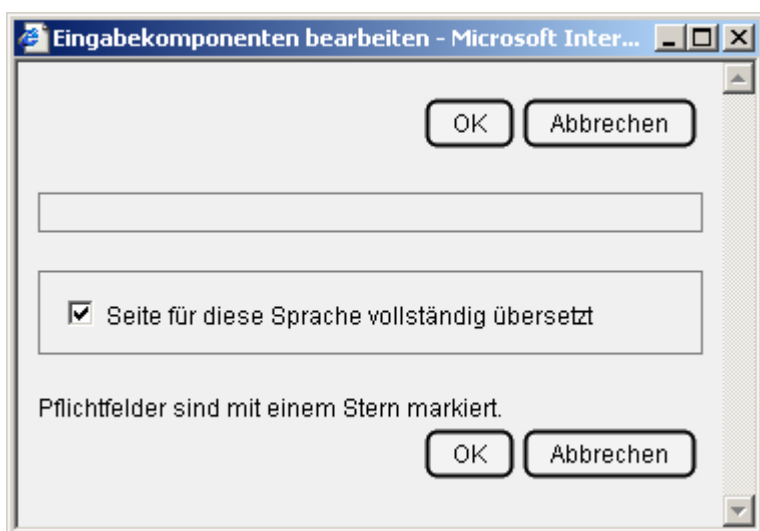 Eingabekomponenten bearbeiten - Microsoft Inter...
OK Abbrechen
Seite für diese Sprache vollständig übersetzt
Pflichtfelder sind mit einem Stern markiert.
OK Abbrechen